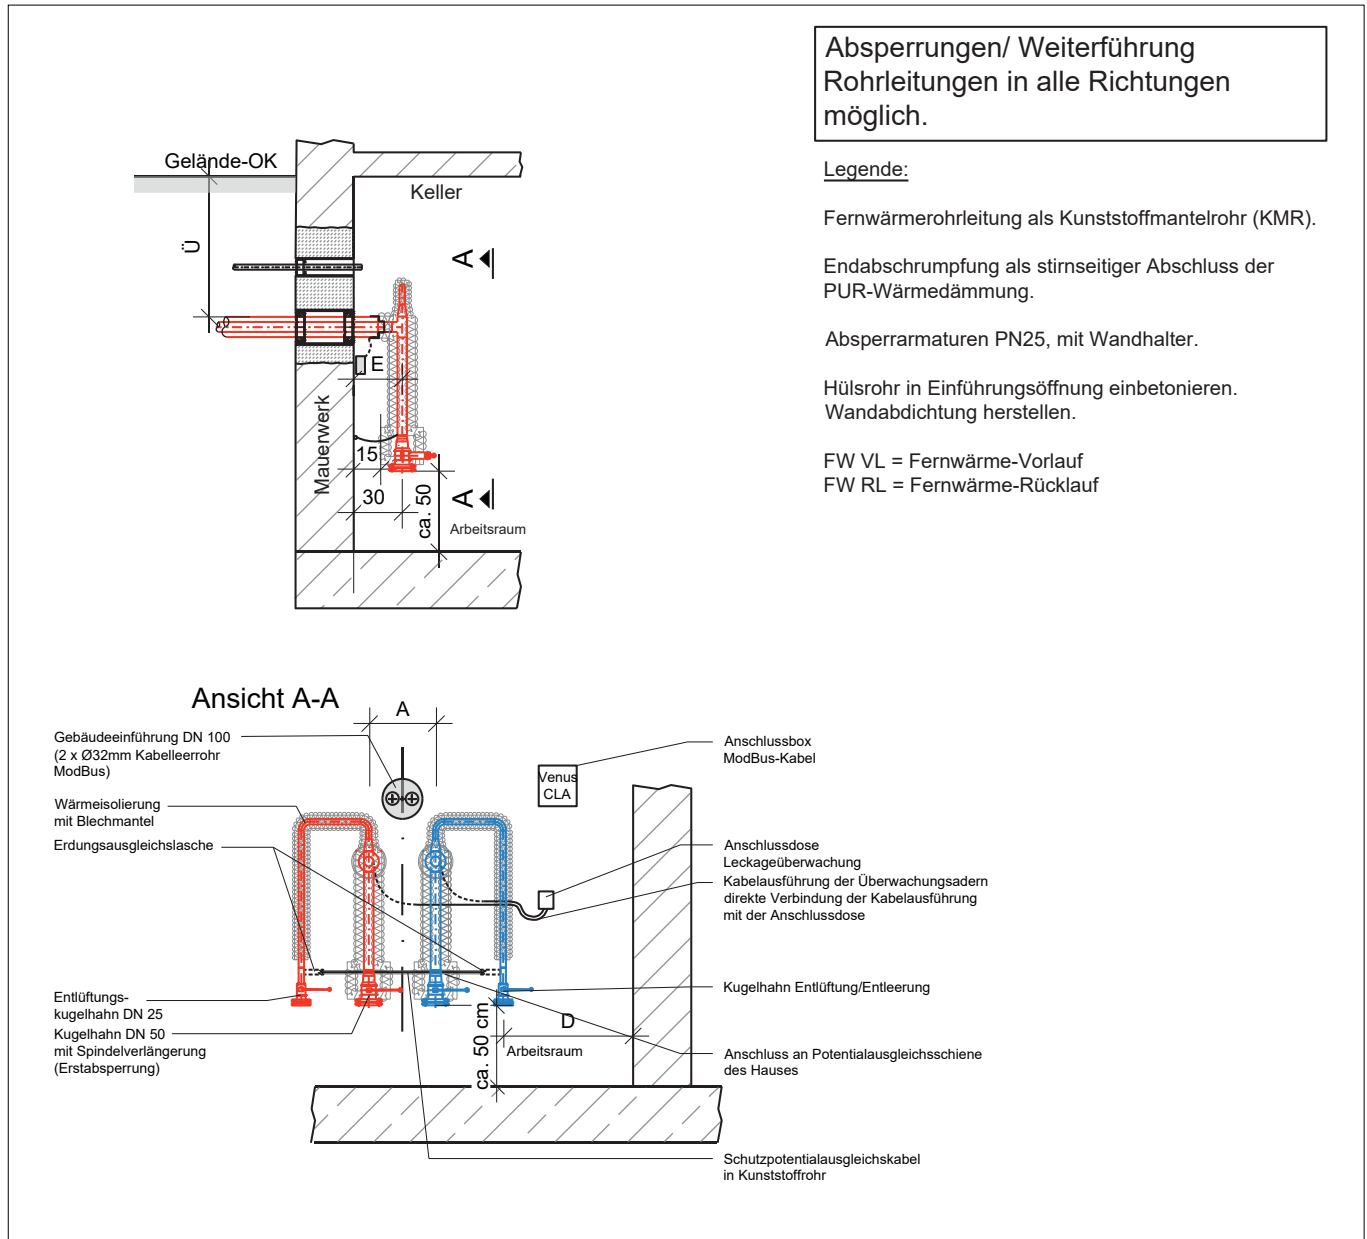 Absperrungen/ Weiterführung
Rohrleitungen in alle Richtungen
möglich.
Legende:
Fernwärmerohrleitung als Kunststoffmantelrohr (KMR).
Endabschrumpfung als stirnseitiger Abschluss der
PUR-Wärmedämmung.
Absperrarmaturen PN25, mit Wandhalter.
Hülsrohr in Einführungsöffnung einbetonieren.
Wandabdichtung herstellen.
FW VL = Fernwärme-Vorlauf
FW RL = Fernwärme-Rücklauf
Gelände-OK
Keller
Ü
A
E
Mauerwerk
15
30
ca. 50
A
Arbeitsraum
Ansicht A-A
A
Gebäudeeinführung DN 100
(2 x Ø32mm Kabelleerrohr
ModBus)
Wärmeisolierung
mit Blechmantel
Erdungsausgleichslasche
Entlüftungs-
kugelhahn DN 25
Kugelhahn DN 50
mit Spindelverlängerung
(Erstabsperrung)
Venus
CLA
Anschlussbox
ModBus-Kabel
Anschlussdose
Leckageüberwachung
Kabelausführung der Überwachungsadern
direkte Verbindung der Kabelausführung
mit der Anschlussdose
Kugelhahn Entlüftung/Entleerung
D
Arbeitsraum
ca. 50 cm
Anschluss an Potentialausgleichsschiene
des Hauses
Schutzpotentialausgleichskabel
in Kunststoffrohr